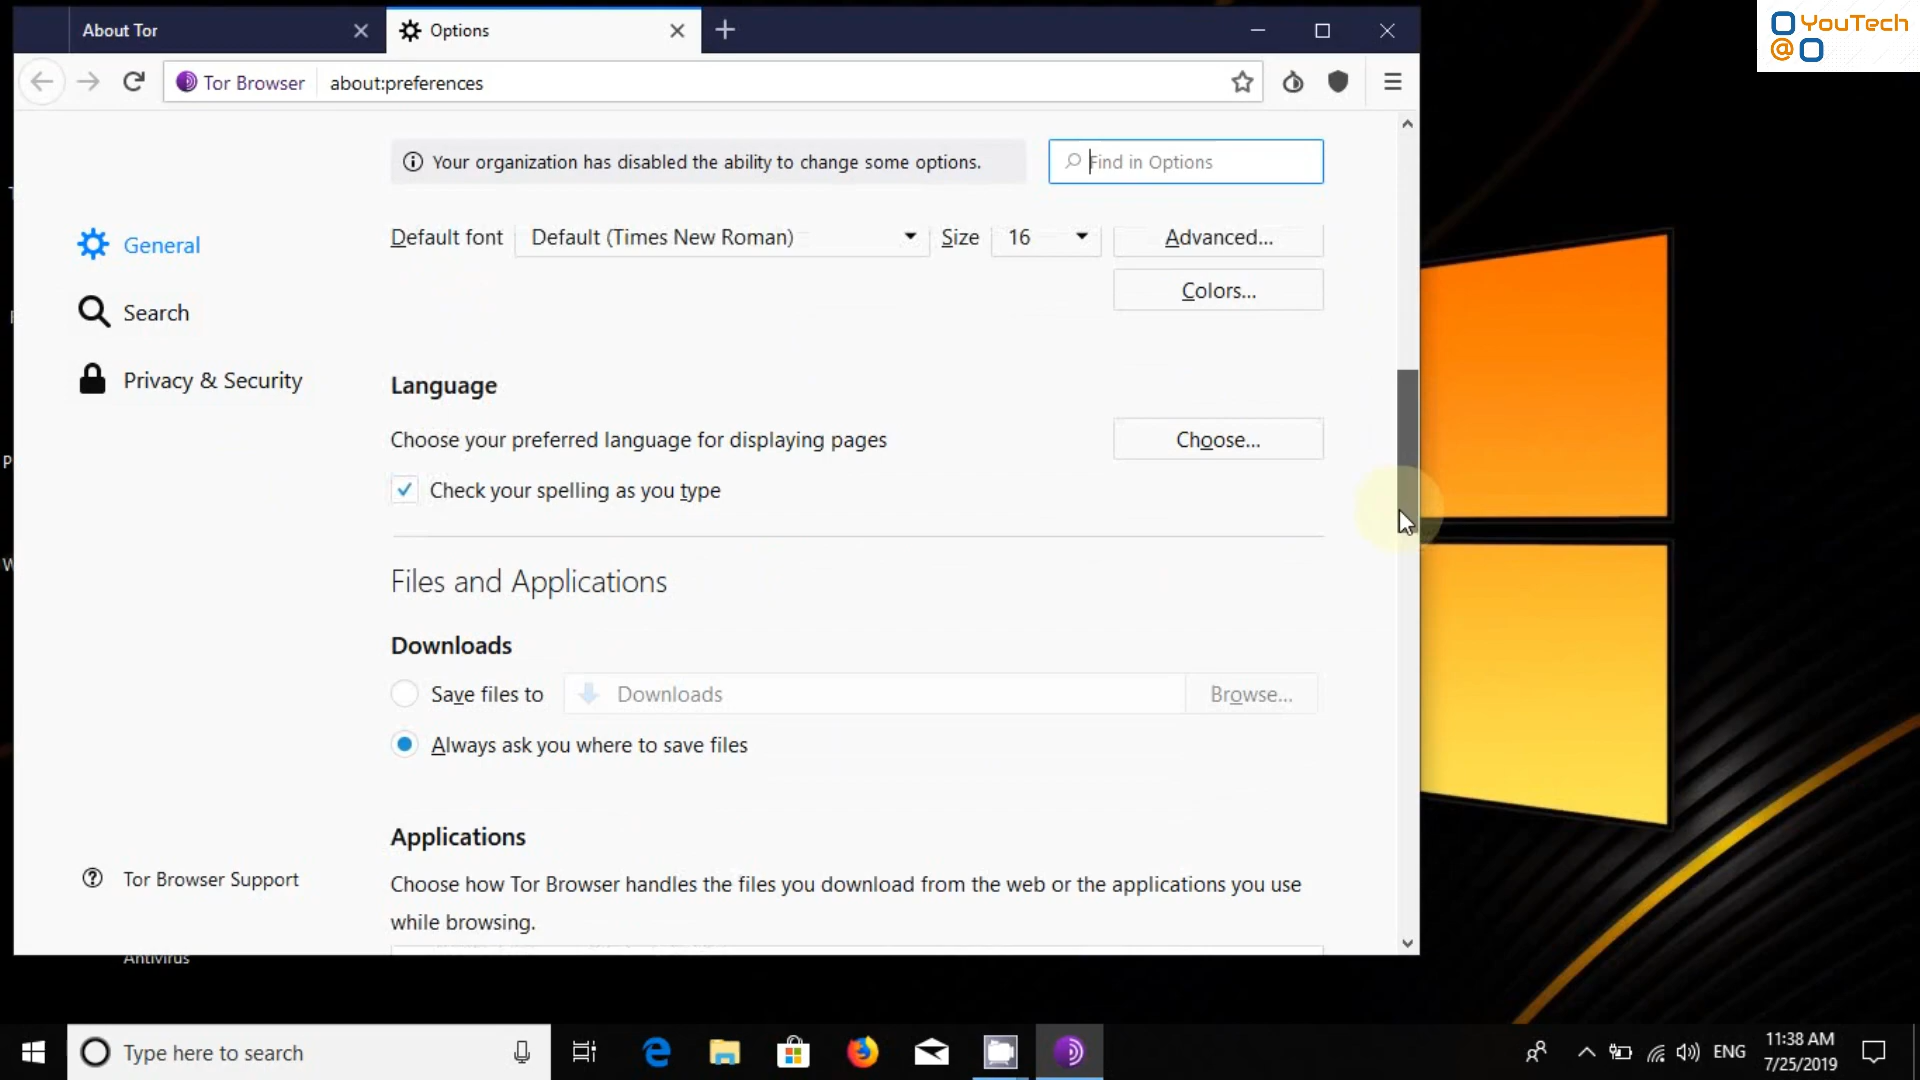 About Tor
Options
YouTech
@
Tor Browser
about:preferences
Your organization has disabled the ability to change some options.
Find in Options
General
Search
Privacy & Security
Default font
Default (Times New Roman)
Size
16
Advanced...
Colors...
Language
Choose your preferred language for displaying pages
Choose...
Check your spelling as you type
Files and Applications
Downloads
Save files to
Downloads
Browse...
Always ask you where to save files
Applications
Choose how Tor Browser handles the files you download from the web or the applications you use
while browsing.
Tor Browser Support
Antivirus
Type here to search
ENG
11:38 AM
7/25/2019